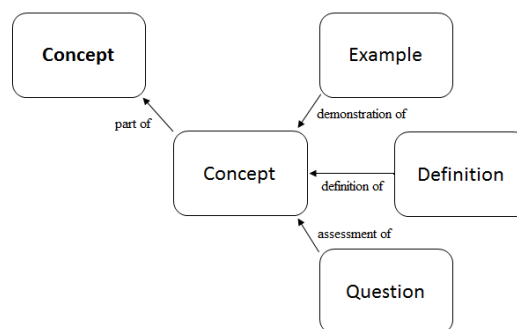 Concept
Example
part of
demonstration of
Concept
definition of
Definition
assessment of
Question